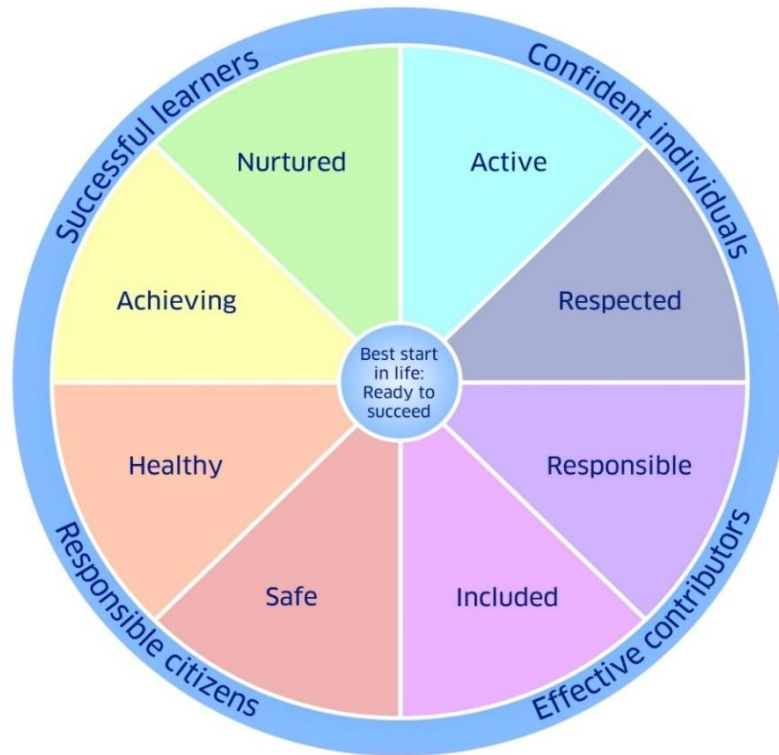 Successful learners
Confident individuals
Nurtured
Active
Achieving
Respected
Best start
in life:
Ready to
succeed
Healthy
Responsible
Safe
Included
Responsible citizens
Effective contributors